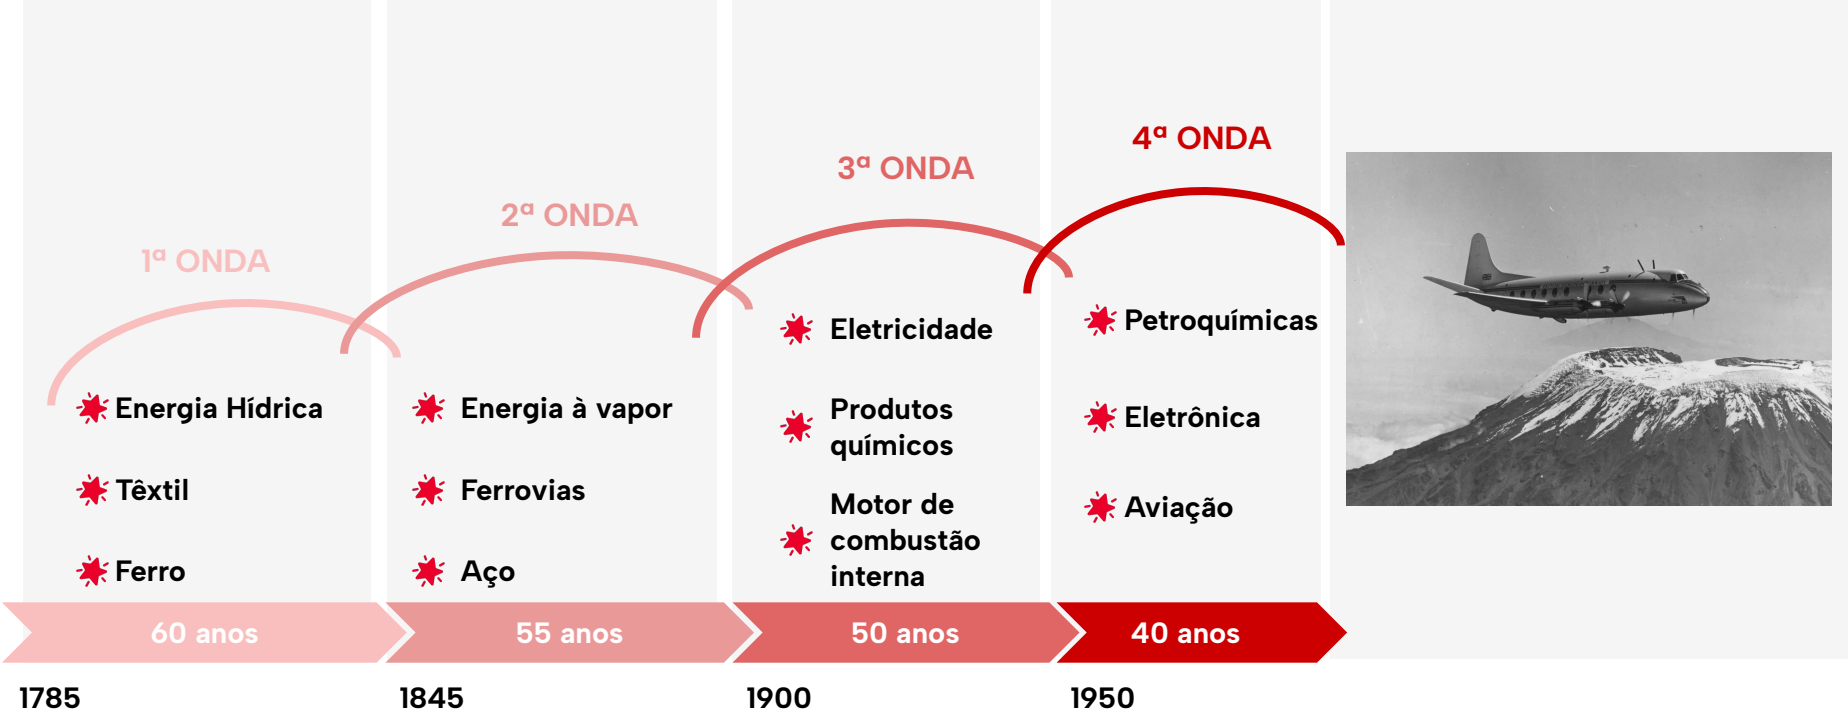 1ª ONDA
Energia Hídrica
Têxtil
Ferro
60 anos
1785
2ª ONDA
Energia à vapor
Ferrovias
Aço
55 anos
1845
3ª ONDA
Eletricidade
Produtos
químicos
Motor de
combustão
interna
50 anos
1900
4ª ONDA
Petroquímicas
Eletrônica
Aviação
40 anos
1950